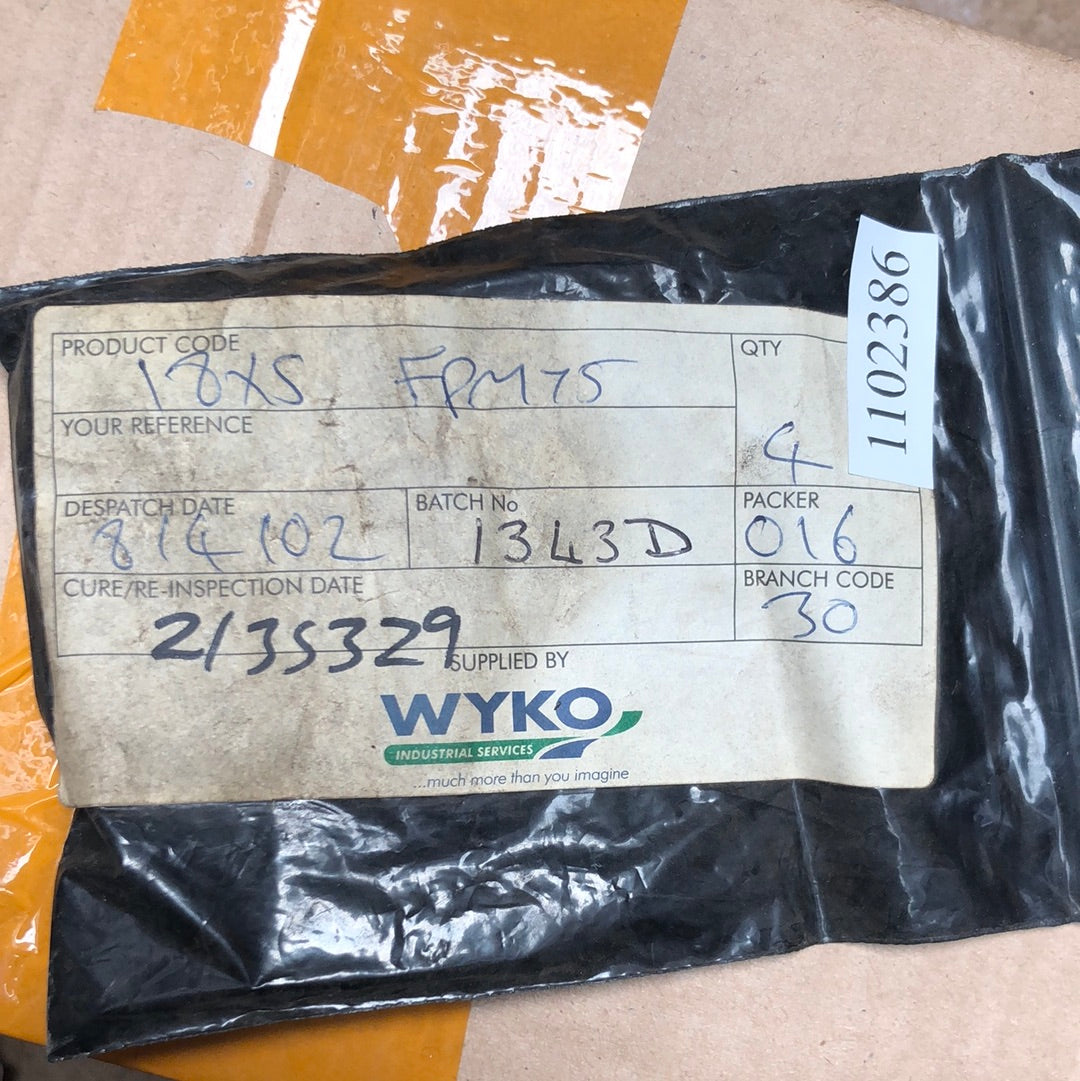 PRODUCT CODE
18X5 FPM75
QTY
4
YOUR REFERENCE
DESPATCH DATE
8/4/02
BATCH No
1343D
PACKER
016
CURE/RE-INSPECTION DATE
2/35329
BRANCH CODE
30
SUPPLIED BY
WYKO
INDUSTRIAL SERVICES
...much more than you imagine
1102386